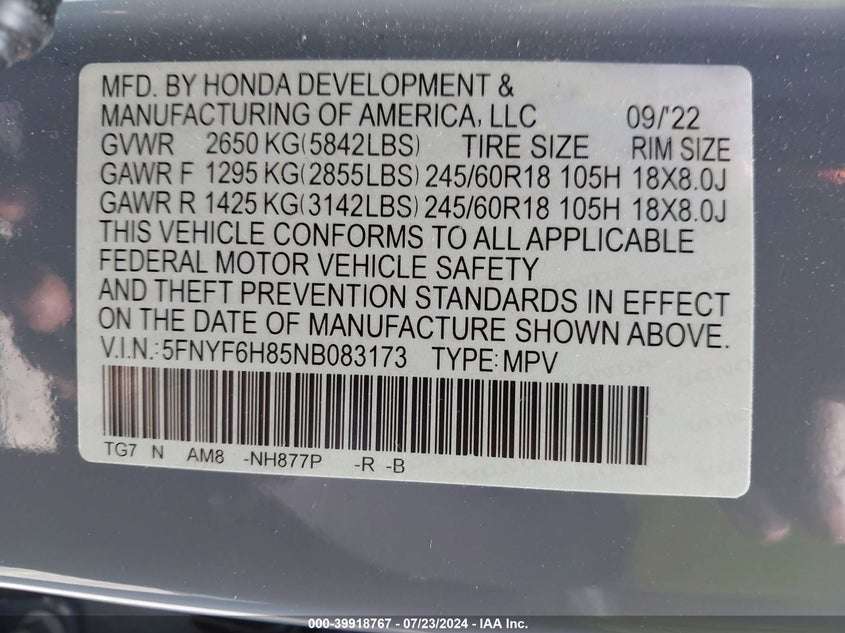 MFD. BY HONDA DEVELOPMENT &
MANUFACTURING OF AMERICA, LLC 09/'22
GVWR 2650 KG(5842LBS) TIRE SIZE RIM SIZE
GAWR F 1295 KG(2855LBS) 245/60R18 105H 18X8.0J
GAWR R 1425 KG(3142LBS) 245/60R18 105H 18X8.0J
THIS VEHICLE CONFORMS TO ALL APPLICABLE
FEDERAL MOTOR VEHICLE SAFETY
AND THEFT PREVENTION STANDARDS IN EFFECT
ON THE DATE OF MANUFACTURE SHOWN ABOVE.
V.I.N.:5FNYF6H85NB083173 TYPE:MPV
TG7 N AM8 -NH877P -R -B
000-39918767 / 07/23/2024 - IAA Inc.